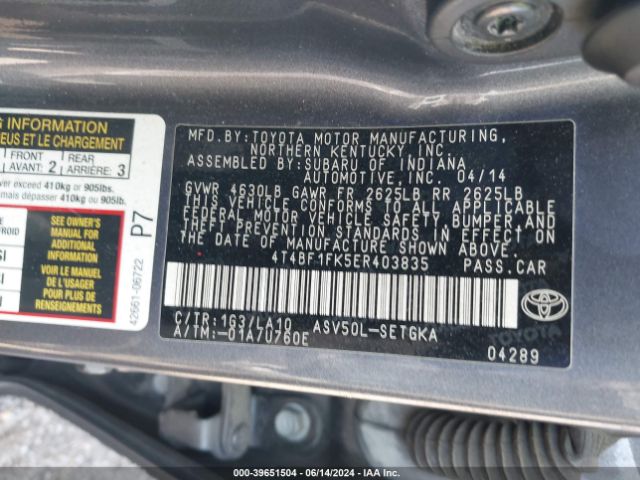 G INFORMATION
EUS ET LE CHARGEMENT
FRONT
AVANT: 2
REAR
ARRIÈRE: 3
ver exceed 410kg or 905lbs.
mais dépasser 410kg ou 905lb.
SEE OWNER'S
MANUAL FOR
ADDITIONAL
INFORMATION
VOIR LE MANUEL
DE L'USAGER
POUR PLUS DE
RENSEIGNEMENTS
P7
42661-06722
MFD.BY:TOYOTA MOTOR MANUFACTURING,
NORTHERN KENTUCKY INC.
ASSEMBLED BY:SUBARU OF INDIANA
AUTOMOTIVE, INC. 04/14
GVWR 4630LB GAWR FR 2625LB RR 2625LB
THIS VEHICLE CONFORMS TO ALL APPLICABLE
FEDERAL MOTOR VEHICLE SAFETY, BUMPER AND
THEFT PREVENTION STANDARDS IN EFFECT ON
THE DATE OF MANUFACTURE SHOWN ABOVE.
4T4BF1FK5ER403835 PASS.CAR
C/TR:1G3/LA10 ASV50L-SETGKA
A/TM:-01A/U760E
TOYOTA
04289
000-39651504 | 06/14/2024 | IAA Inc.